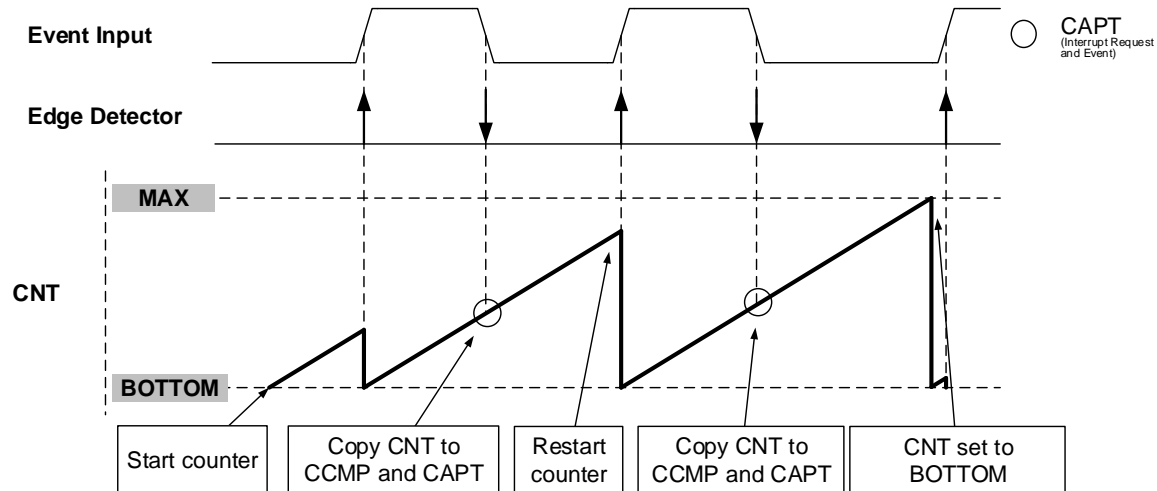 Event Input
CAPT
(Interrupt Request
and Event)
Edge Detector
MAX
CNT
BOTTOM
Start counter
Copy CNT to
CCMP and CAPT
Restart
counter
Copy CNT to
CCMP and CAPT
CNT set to
BOTTOM